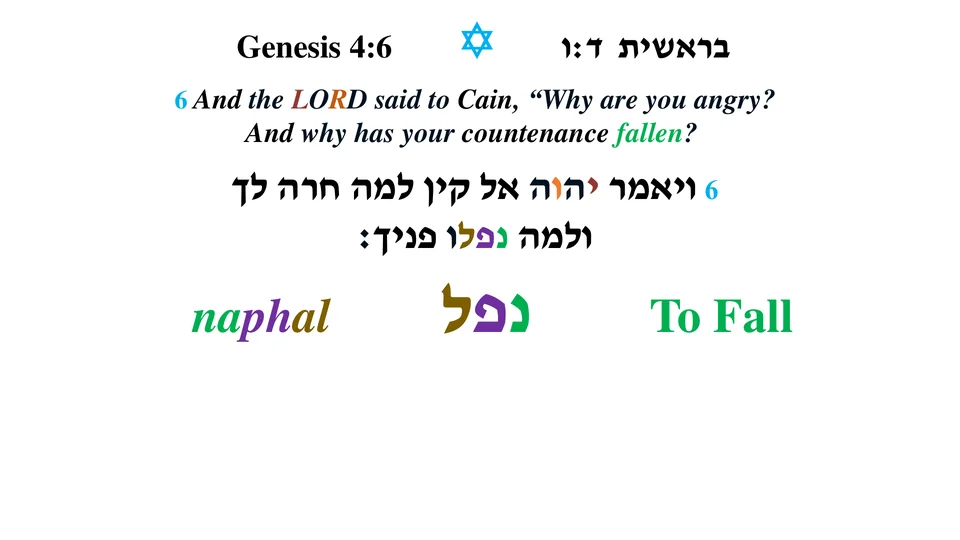 Genesis 4:6 ✡ בראשית ד:ו
6 And the LORD said to Cain, “Why are you angry?
And why has your countenance fallen?
6 ויאמר יהוה אל קין למה חרה לך
ולמה נפלו פניך:
naphal נפל To Fall